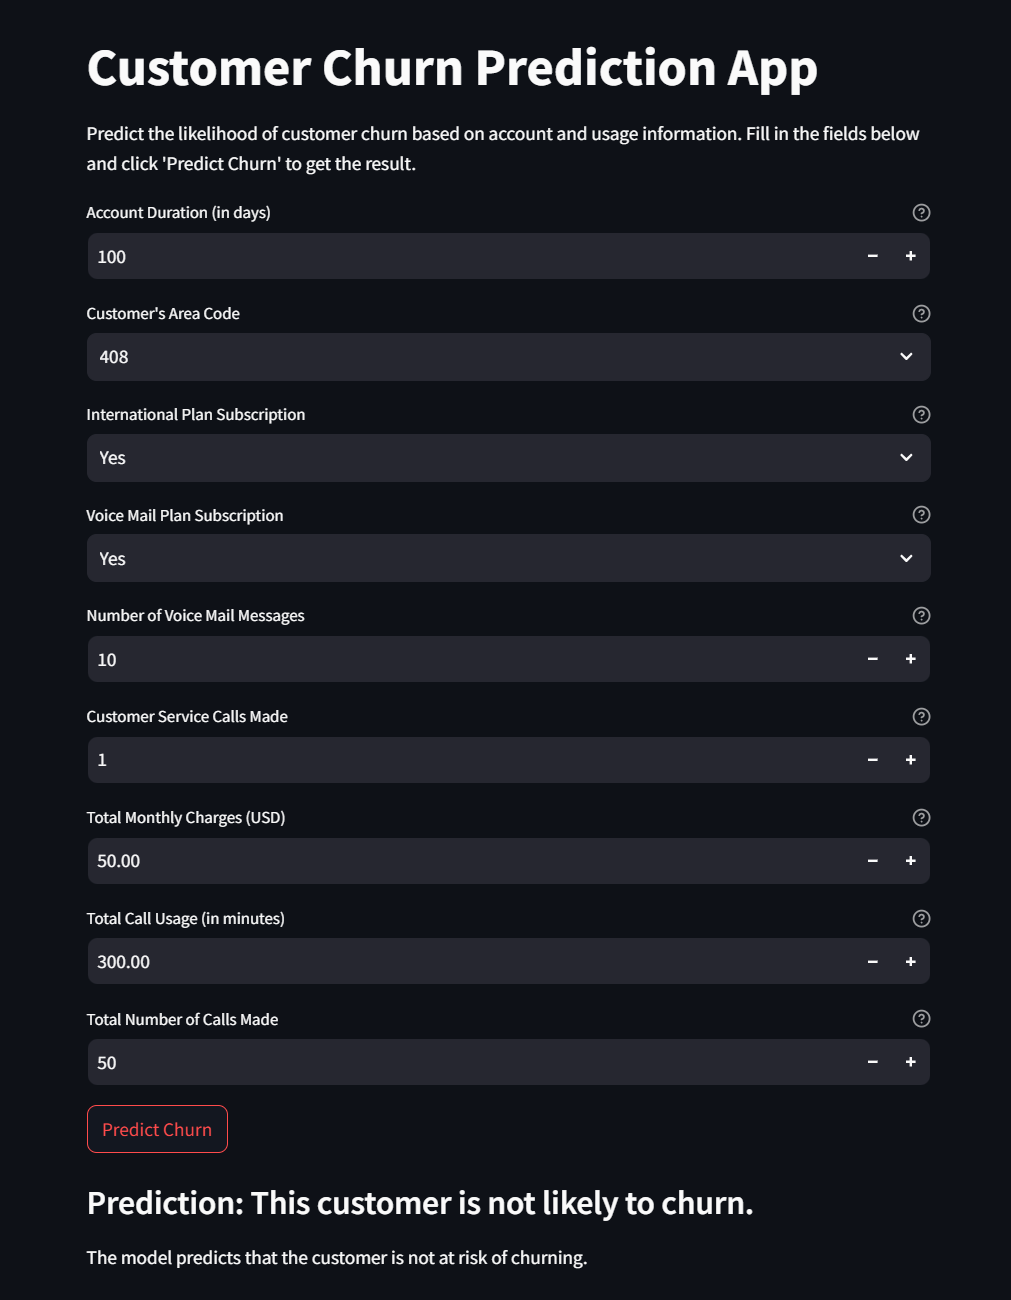 Customer Churn Prediction App
Predict the likelihood of customer churn based on account and usage information. Fill in the fields below
and click 'Predict Churn' to get the result.
Account Duration (in days)
100
Customer's Area Code
408
International Plan Subscription
Yes
Voice Mail Plan Subscription
Yes
Number of Voice Mail Messages
10
Customer Service Calls Made
1
Total Monthly Charges (USD)
50.00
Total Call Usage (in minutes)
300.00
Total Number of Calls Made
50
Predict Churn
Prediction: This customer is not likely to churn.
The model predicts that the customer is not at risk of churning.